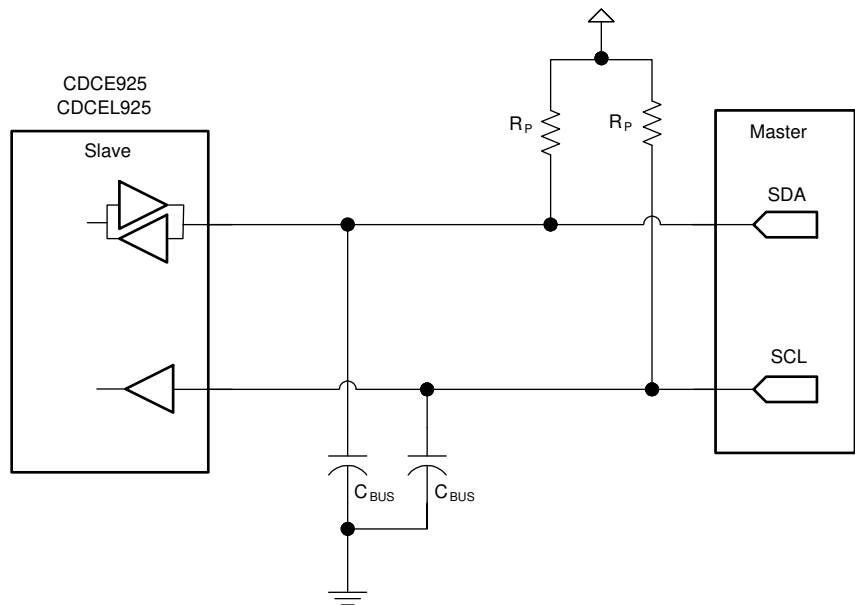 CDCE925
CDCEL925
Slave
RP
RP
Master
SDA
SCL
CBUS
CBUS